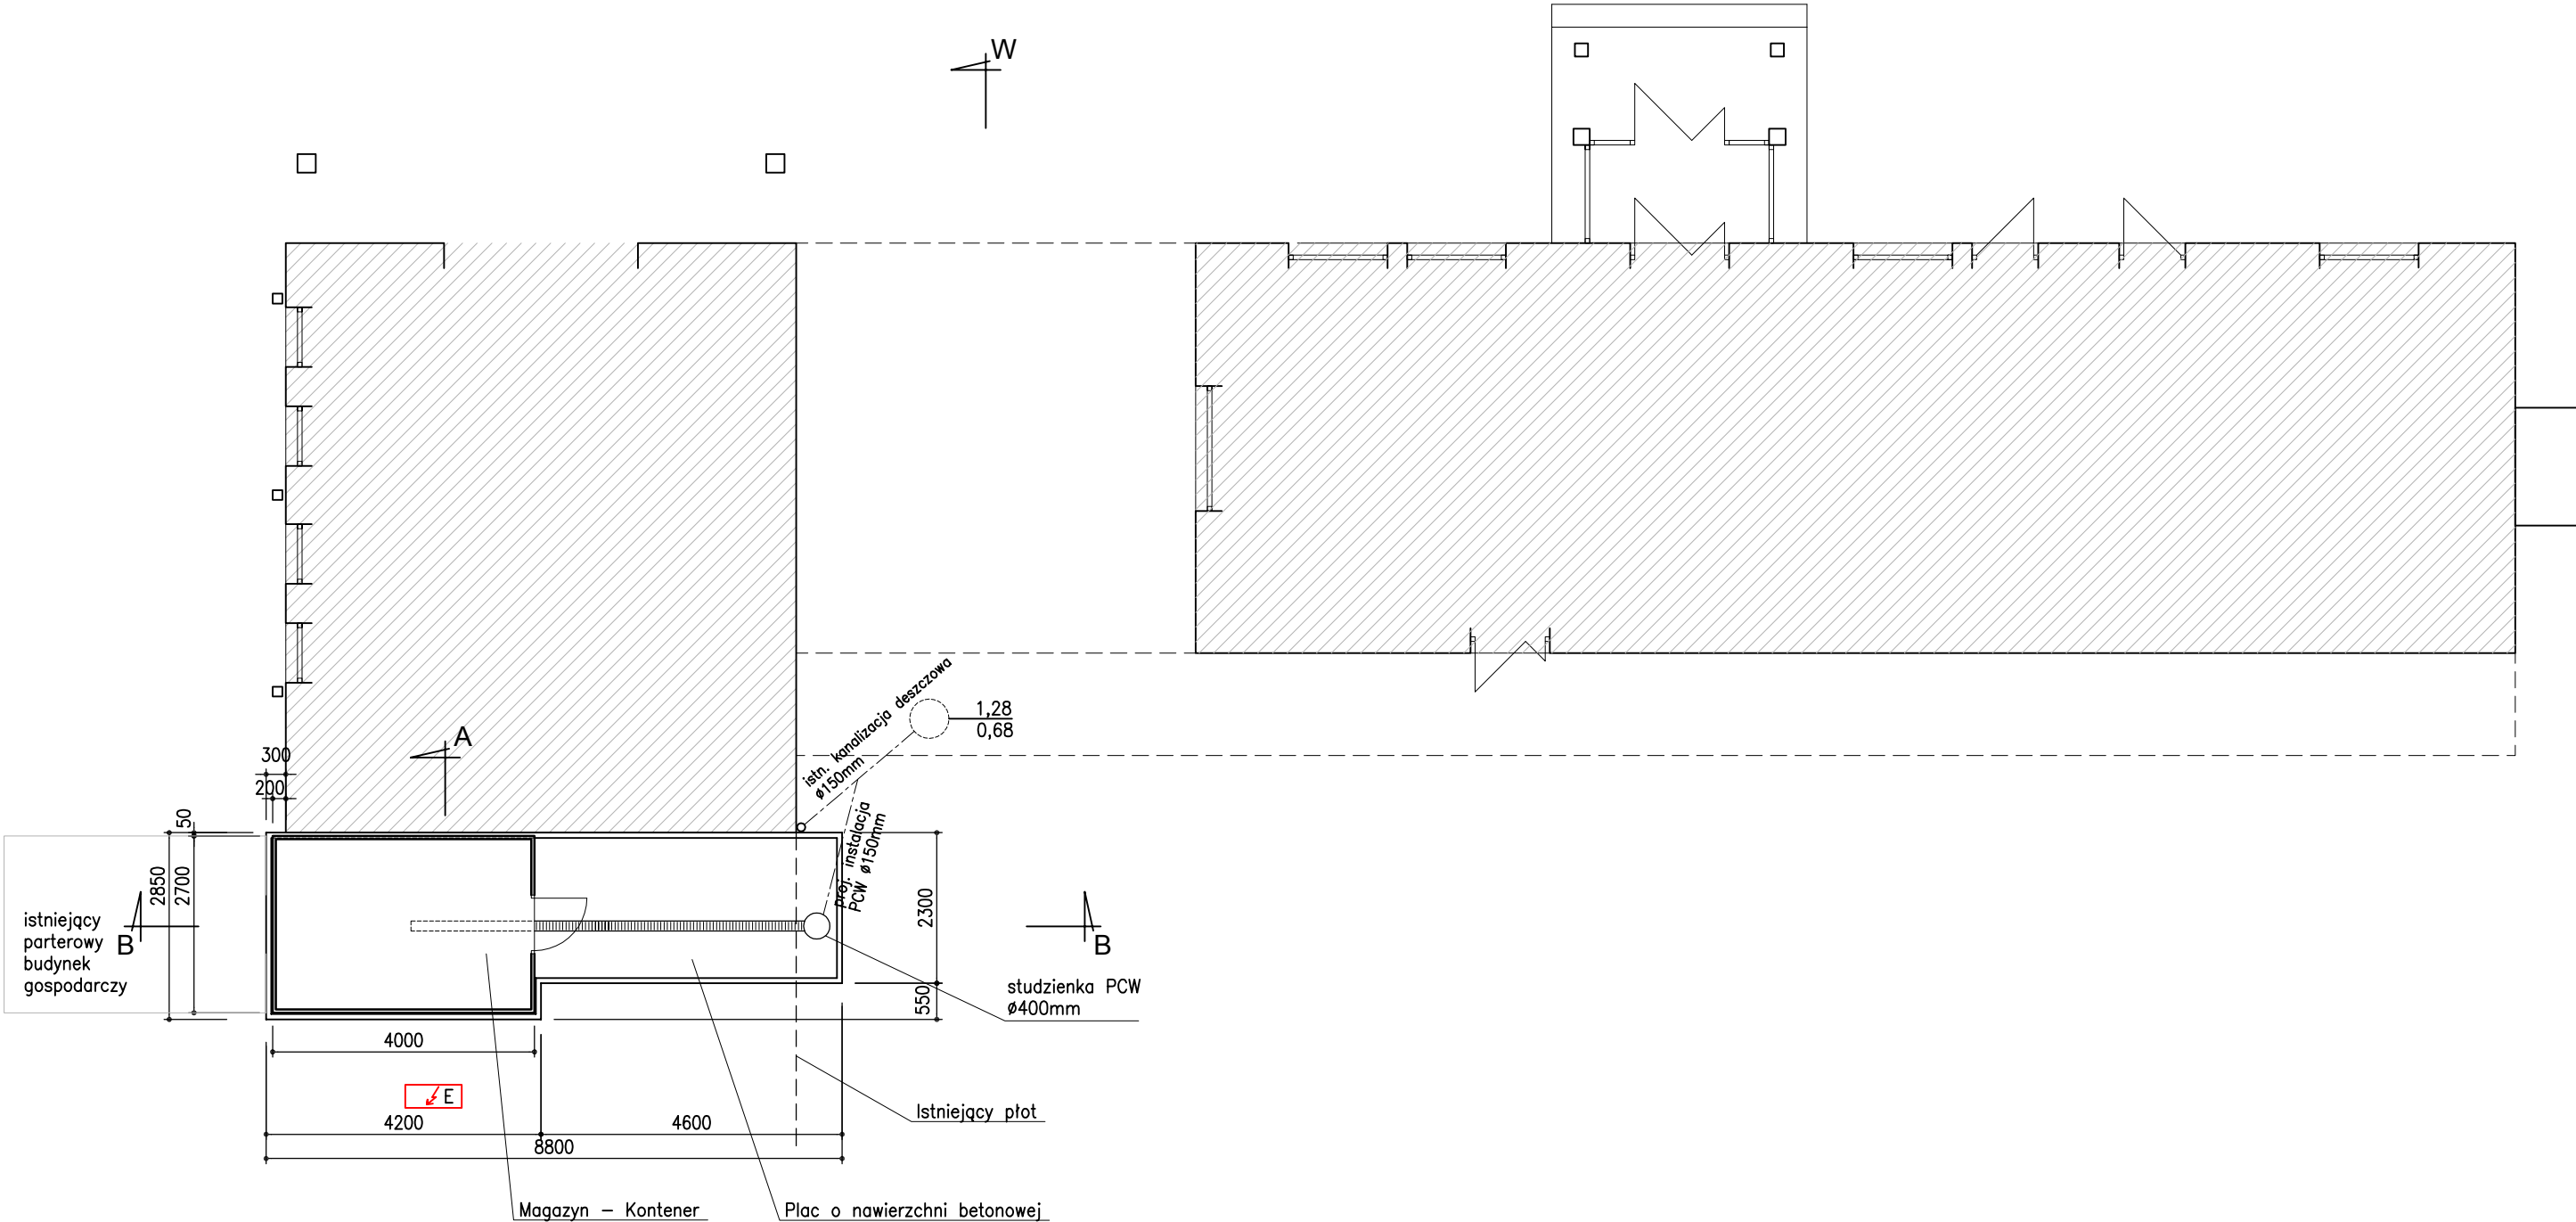 W
istn. kanalizacja deszczowa
ø150mm
1,28
0,68
A
300
200
50
2850
2700
proj. instalacja
PCW ø150mm
2300
550
istniejący
parterowy
budynek
gospodarczy
B
B
studzienka PCW
ø400mm
4000
E
4200
4600
8800
Istniejący płot
Magazyn – Kontener
Plac o nawierzchni betonowej